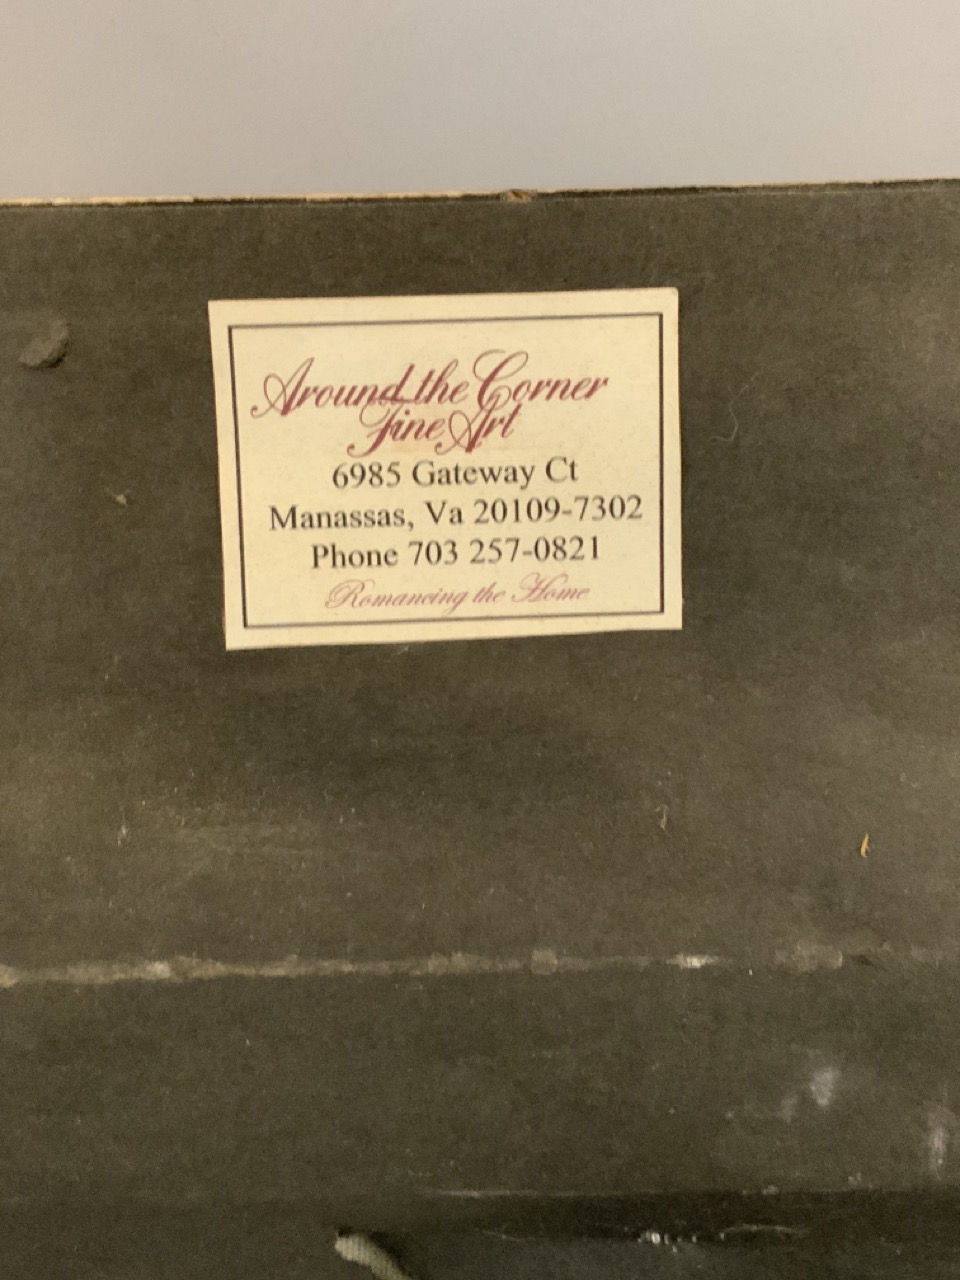 Around the Corner
Fine Art
6985 Gateway Ct
Manassas, Va 20109-7302
Phone 703 257-0821
Romancing the Home